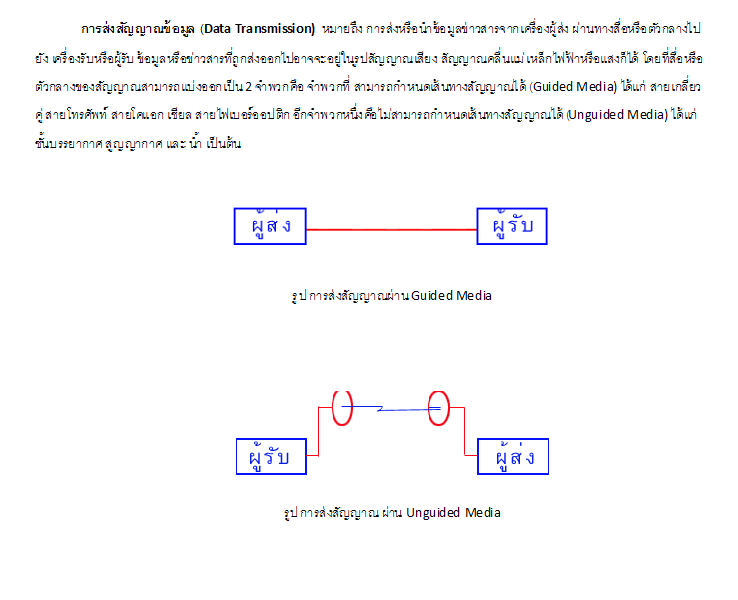 การส่งสัญญาณข้อมูล (Data Transmission) หมายถึง การส่งหรือนำข้อมูลข่าวสารจากเครื่องผู้ส่ง ผ่านทางสื่อหรือตัวกลางไป
ยัง เครื่องรับหรือผู้รับ ข้อมูลหรือข่าวสารที่ถูกส่งออกไปอาจจะอยู่ในรูปสัญญาณเสียง สัญญาณคลื่นแม่เหล็กไฟฟ้าหรือแสงก็ได้ โดยที่สื่อหรือ
ตัวกลางของสัญญาณสามารถแบ่งออกเป็น 2 จำพวกคือ จำพวกที่ สามารถกำหนดเส้นทางสัญญาณได้ (Guided Media) ได้แก่ สายเกลียว
คู่ สายโทรศัพท์ สายโคแอก เชียล สายไฟเบอร์ออปติก อีกจำพวกหนึ่งคือไม่สามารถกำหนดเส้นทางสัญญาณได้ (Unguided Media) ได้แก่
ชั้นบรรยากาศ สูญญากาศ และ น้ำ เป็นต้น
ผู้ส่ง ผู้รับ
รูป การส่งสัญญาณผ่าน Guided Media
ผู้รับ ผู้ส่ง
รูป การส่งสัญญาณ ผ่าน Unguided Media